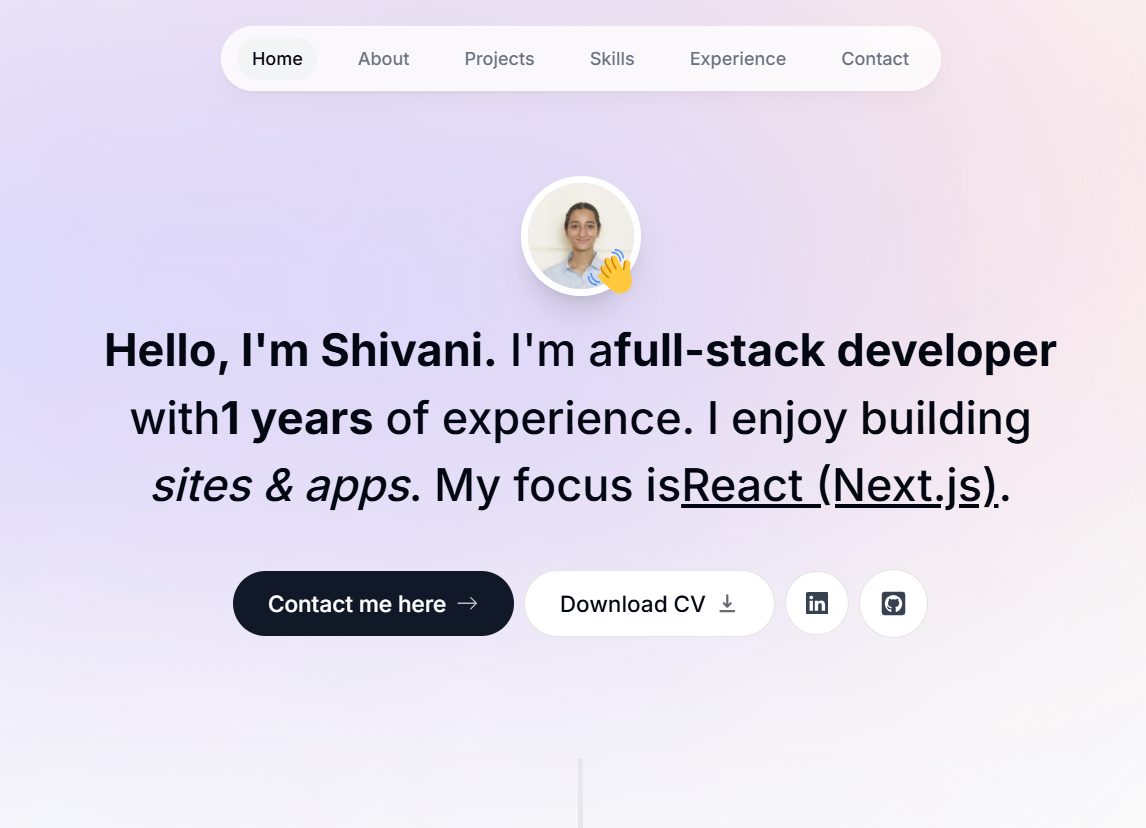 Home About Projects Skills Experience Contact
Hello, I'm Shivani. I'm afull-stack developer
with1 years of experience. I enjoy building
sites & apps. My focus isReact (Next.js).
Contact me here Download CV in